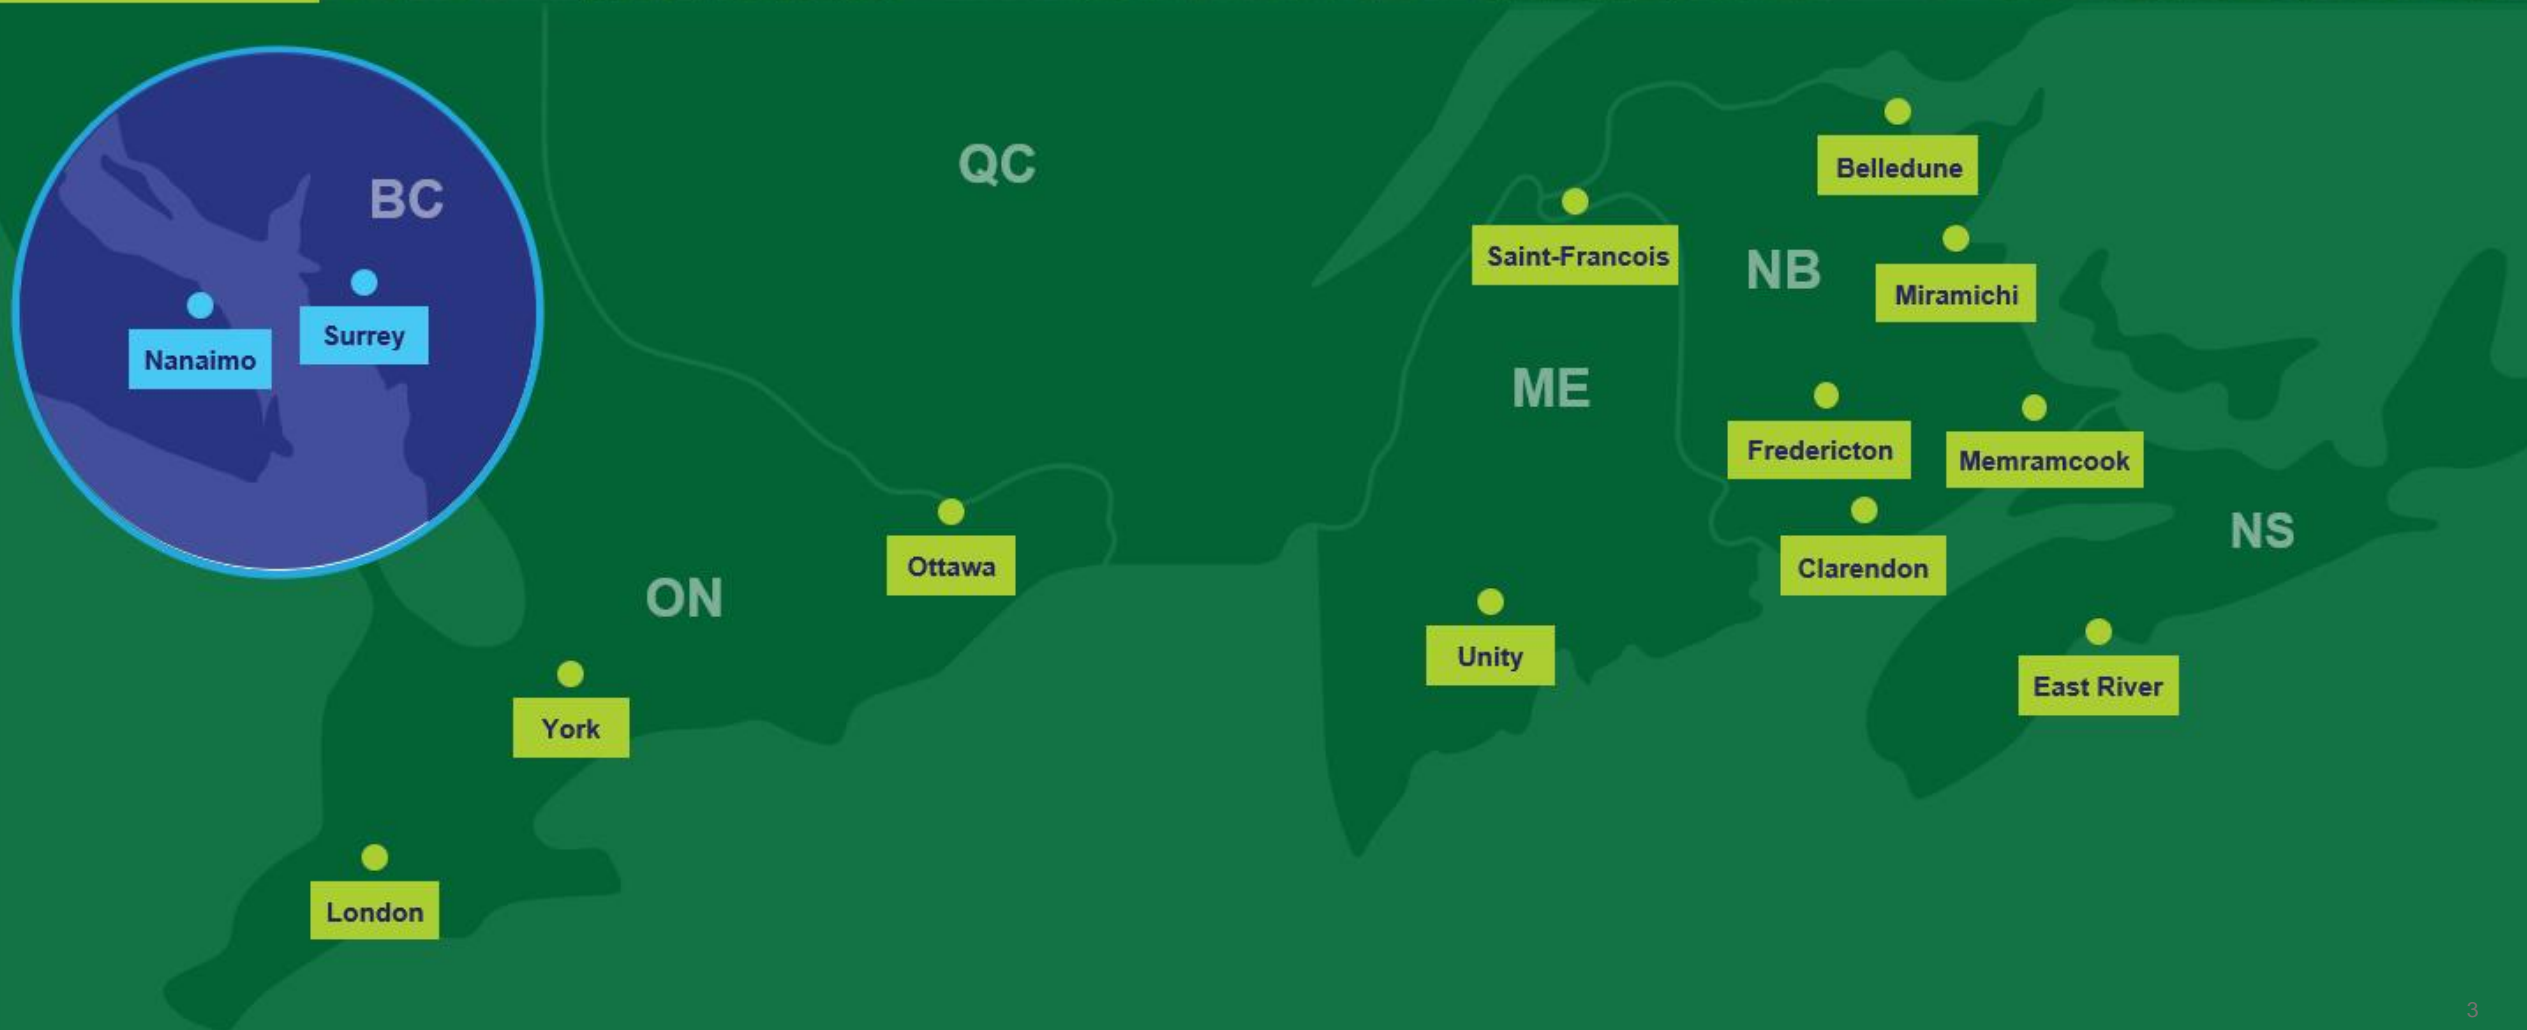 QC
Belledune
BC
Saint-Francois
NB
Miramichi
Surrey
Nanaimo
ME
Fredericton
Memramcook
NS
Ottawa
Clarendon
ON
Unity
East River
York
London
3